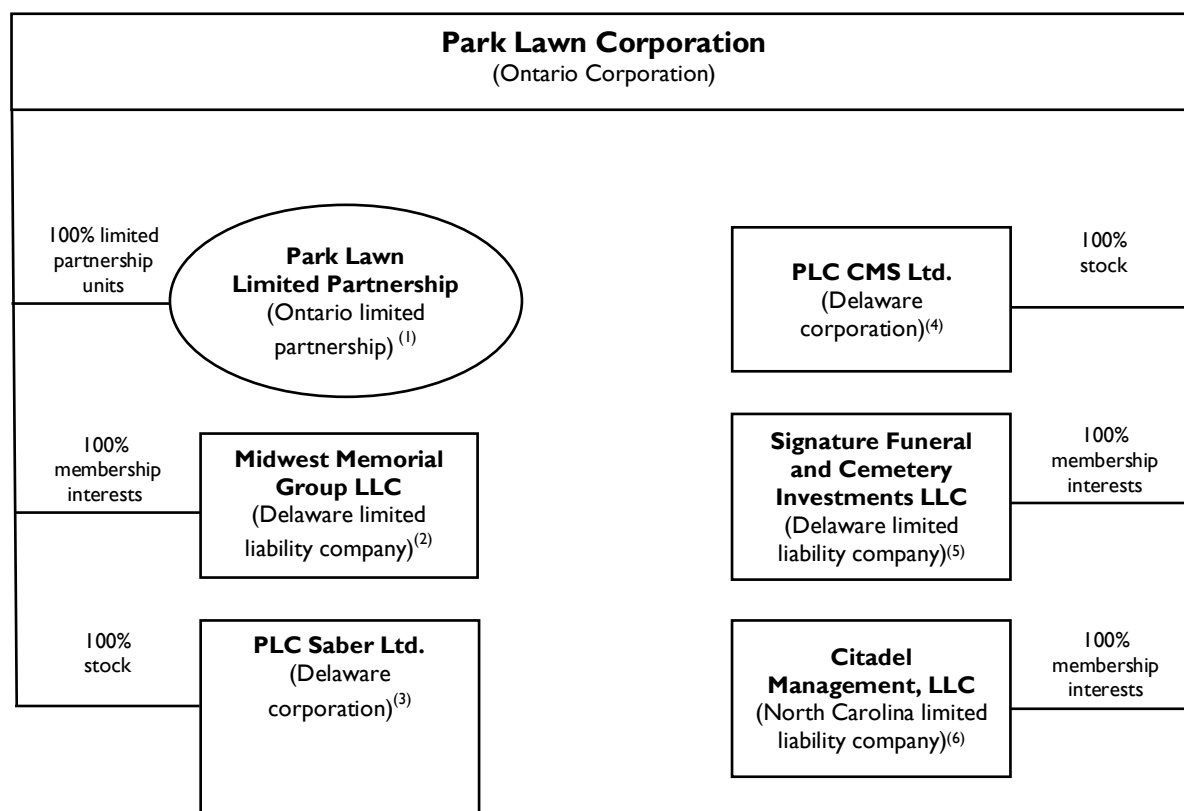 Park Lawn Corporation
(Ontario Corporation)
100% limited
partnership
units
Park Lawn
Limited Partnership
(Ontario limited
partnership) (1)
PLC CMS Ltd.
(Delaware
corporation)(4)
100%
stock
100%
membership
interests
Midwest Memorial
Group LLC
(Delaware limited
liability company)(2)
Signature Funeral
and Cemetery
Investments LLC
(Delaware limited
liability company)(5)
100%
membership
interests
100%
stock
PLC Saber Ltd.
(Delaware
corporation)(3)
Citadel
Management, LLC
(North Carolina limited
liability company)(6)
100%
membership
interests